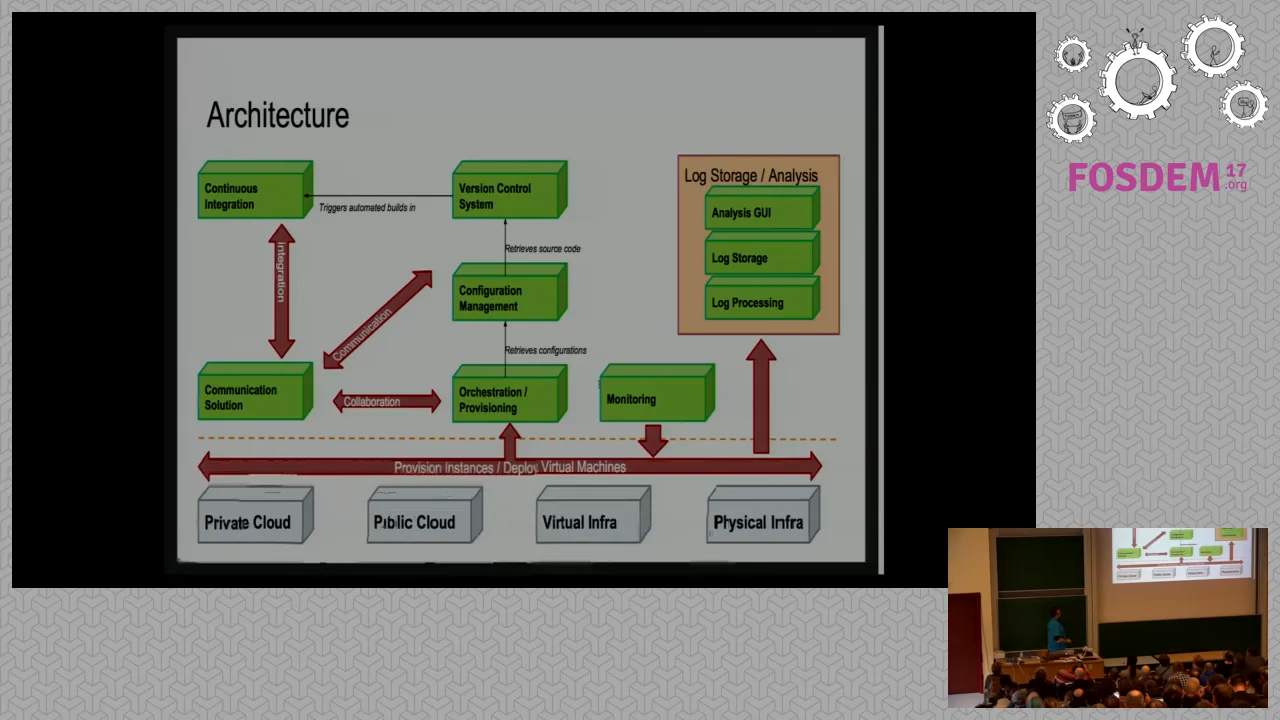 Architecture
Continuous
Integration
Triggers automated builds in
Version Control
System
Log Storage / Analysis
Analysis GUI
Log Storage
Log Processing
integration
Retrieves source code
Configuration
Management
Communication
Retrieves configurations
Communication
Solution
Collaboration
Orchestration /
Provisioning
Monitoring
Provision Instances / Deploy Virtual Machines
Private Cloud
Public Cloud
Virtual Infra
Physical Infra
FOSDEM 17
.org